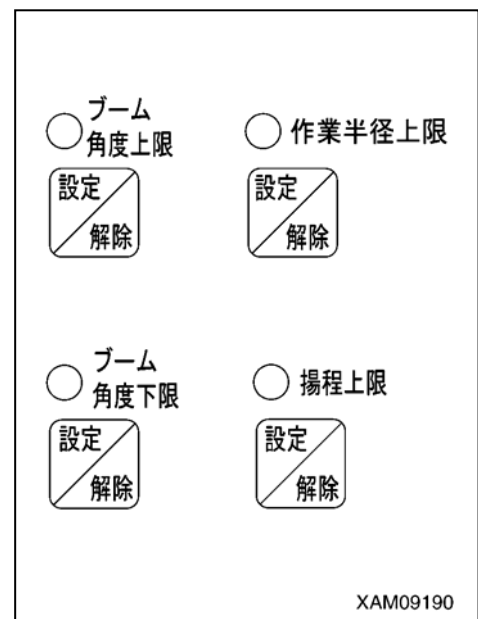 ブーム
角度上限
作業半径上限
設定
解除
設定
解除
ブーム
角度下限
揚程上限
設定
解除
設定
解除
XAM09190